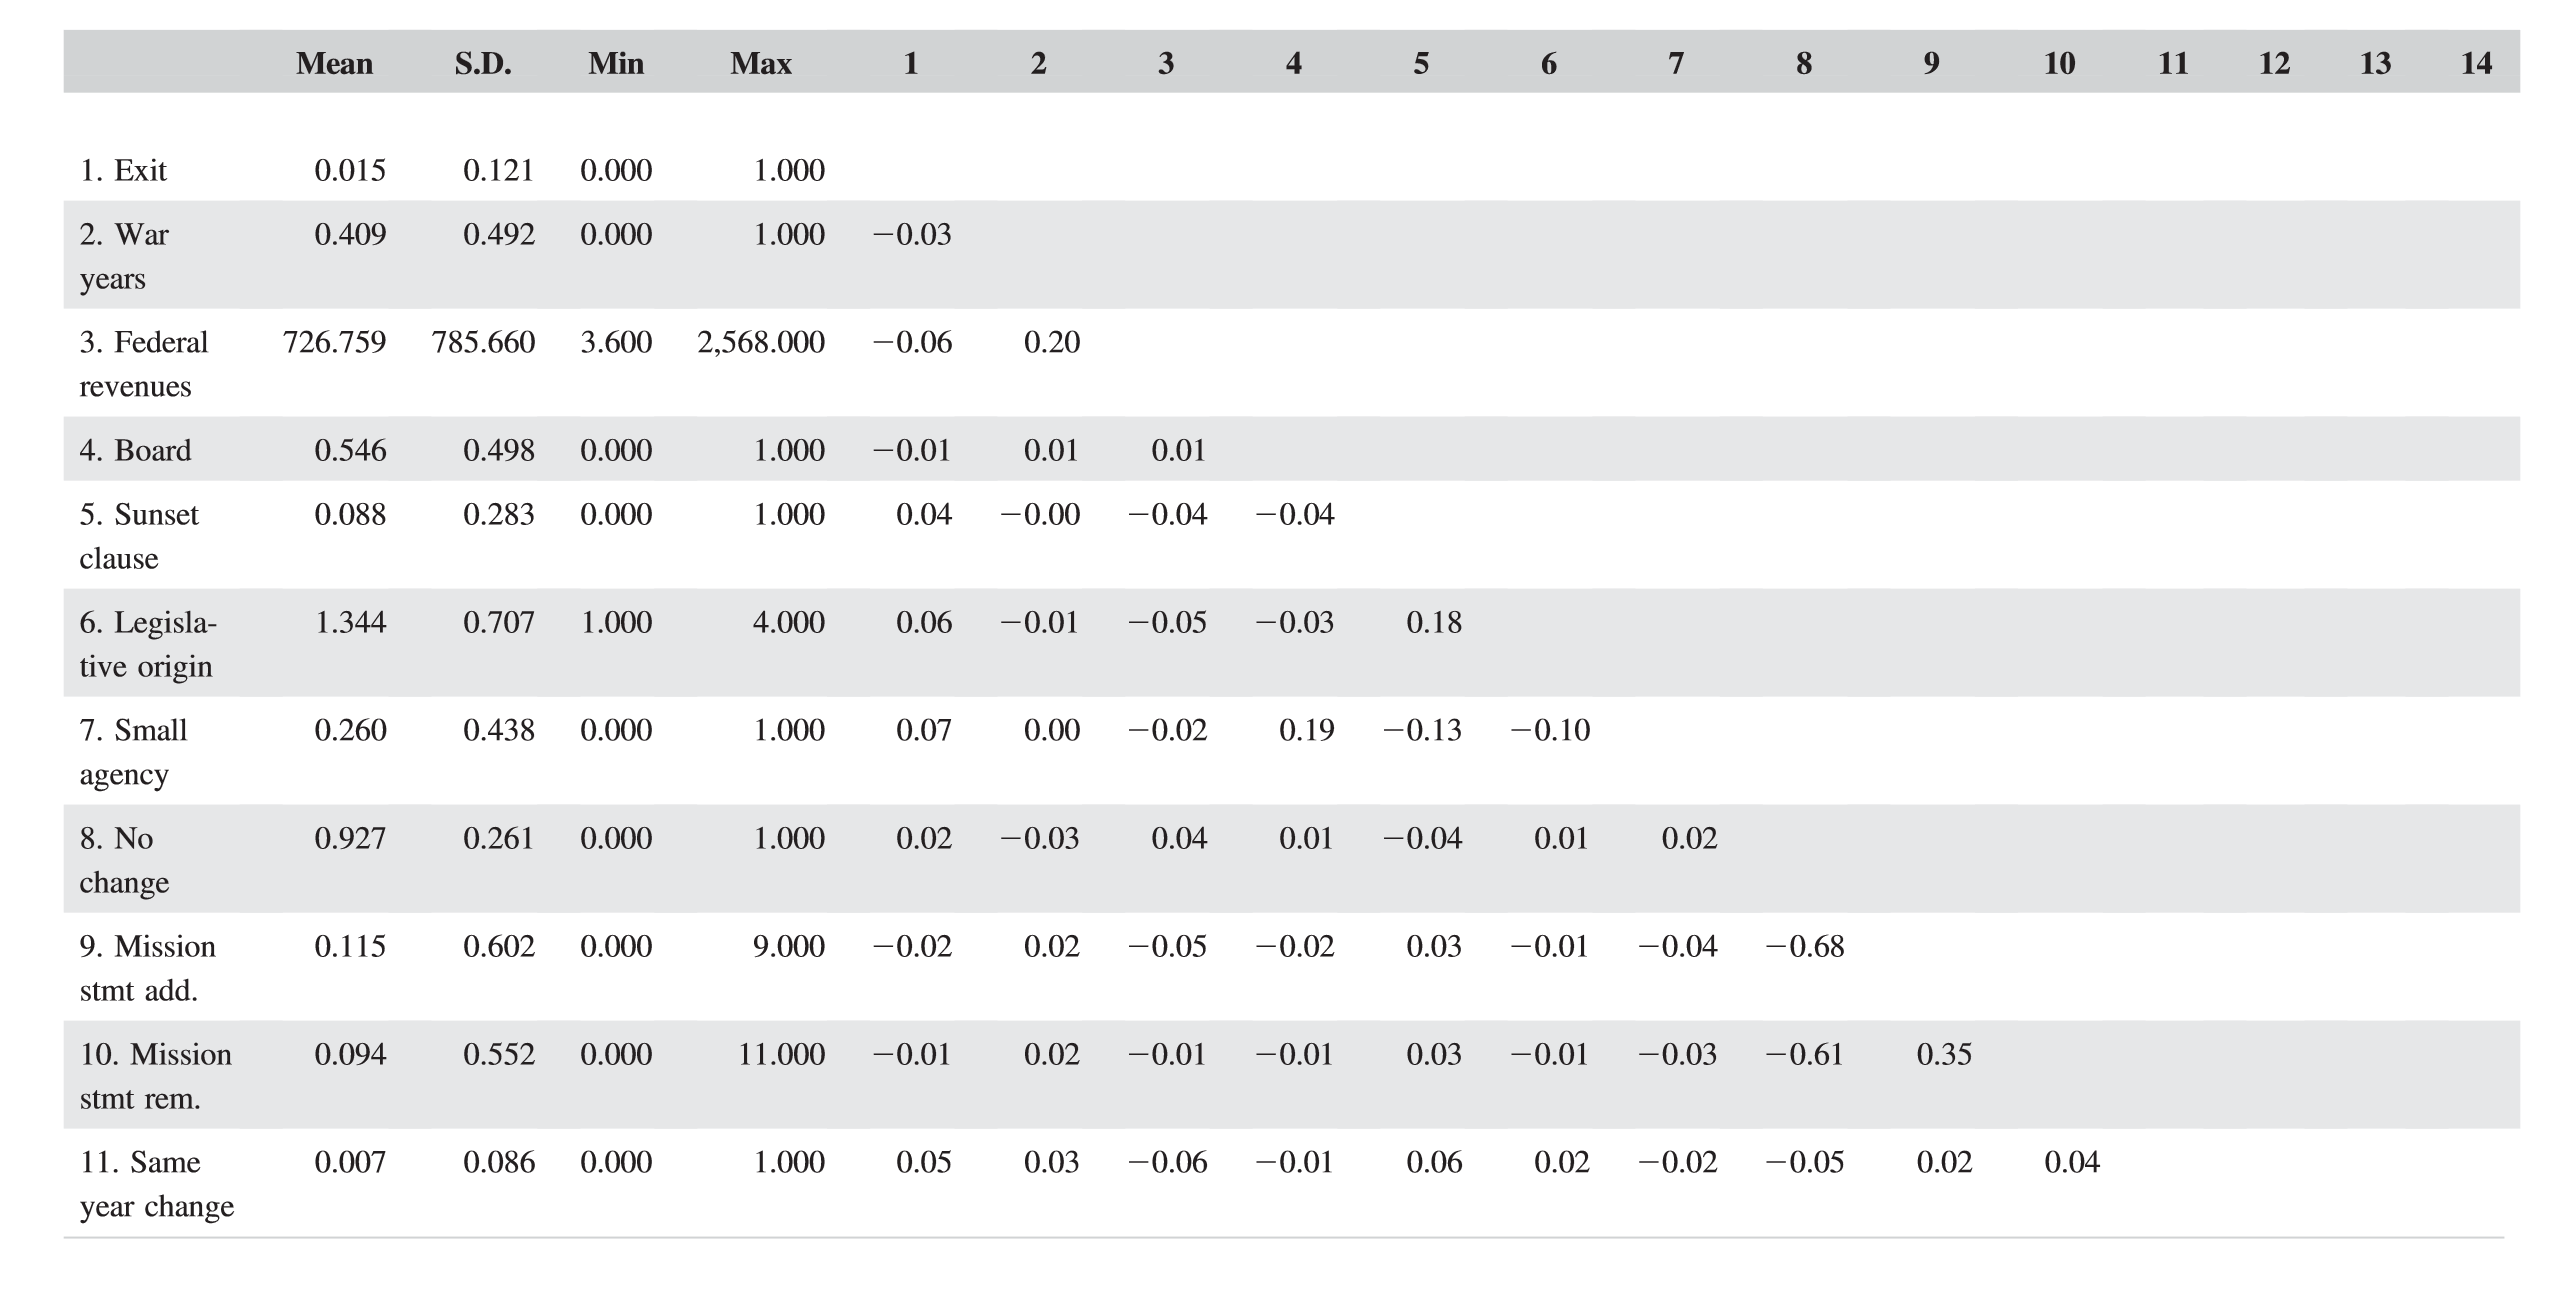 Mean S.D. Min Max 1 2 3 4 5 6 7 8 9 10 11 12 13 14
1. Exit 0.015 0.121 0.000 1.000
2. War 0.409 0.492 0.000 1.000 −0.03
years
3. Federal 726.759 785.660 3.600 2,568.000 −0.06 0.20
revenues
4. Board 0.546 0.498 0.000 1.000 −0.01 0.01 0.01
5. Sunset 0.088 0.283 0.000 1.000 0.04 −0.00 −0.04 −0.04
clause
6. Legisla- 1.344 0.707 1.000 4.000 0.06 −0.01 −0.05 −0.03 0.18
tive origin
7. Small 0.260 0.438 0.000 1.000 0.07 0.00 −0.02 0.19 −0.13 −0.10
agency
8. No 0.927 0.261 0.000 1.000 0.02 −0.03 0.04 0.01 −0.04 0.01 0.02
change
9. Mission 0.115 0.602 0.000 9.000 −0.02 0.02 −0.05 −0.02 0.03 −0.01 −0.04 −0.68
stmt add.
10. Mission 0.094 0.552 0.000 11.000 −0.01 0.02 −0.01 −0.01 0.03 −0.01 −0.03 −0.61 0.35
stmt rem.
11. Same 0.007 0.086 0.000 1.000 0.05 0.03 −0.06 −0.01 0.06 0.02 −0.02 −0.05 0.02 0.04
year change